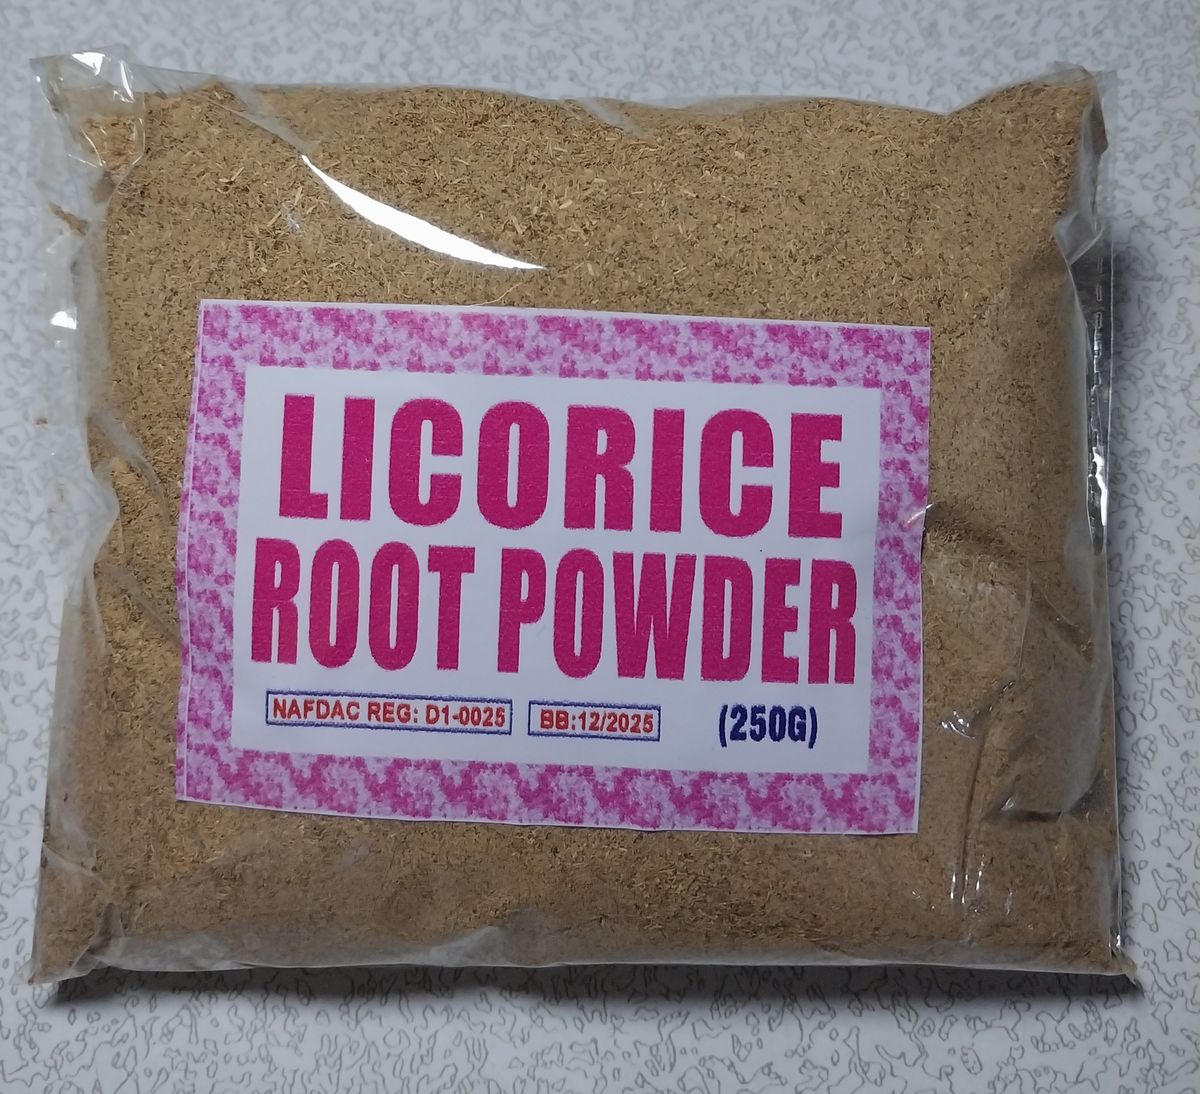 LICORICE
ROOT POWDER
NAFDAC REG: D1-0025 BB:12/2025 (250G)